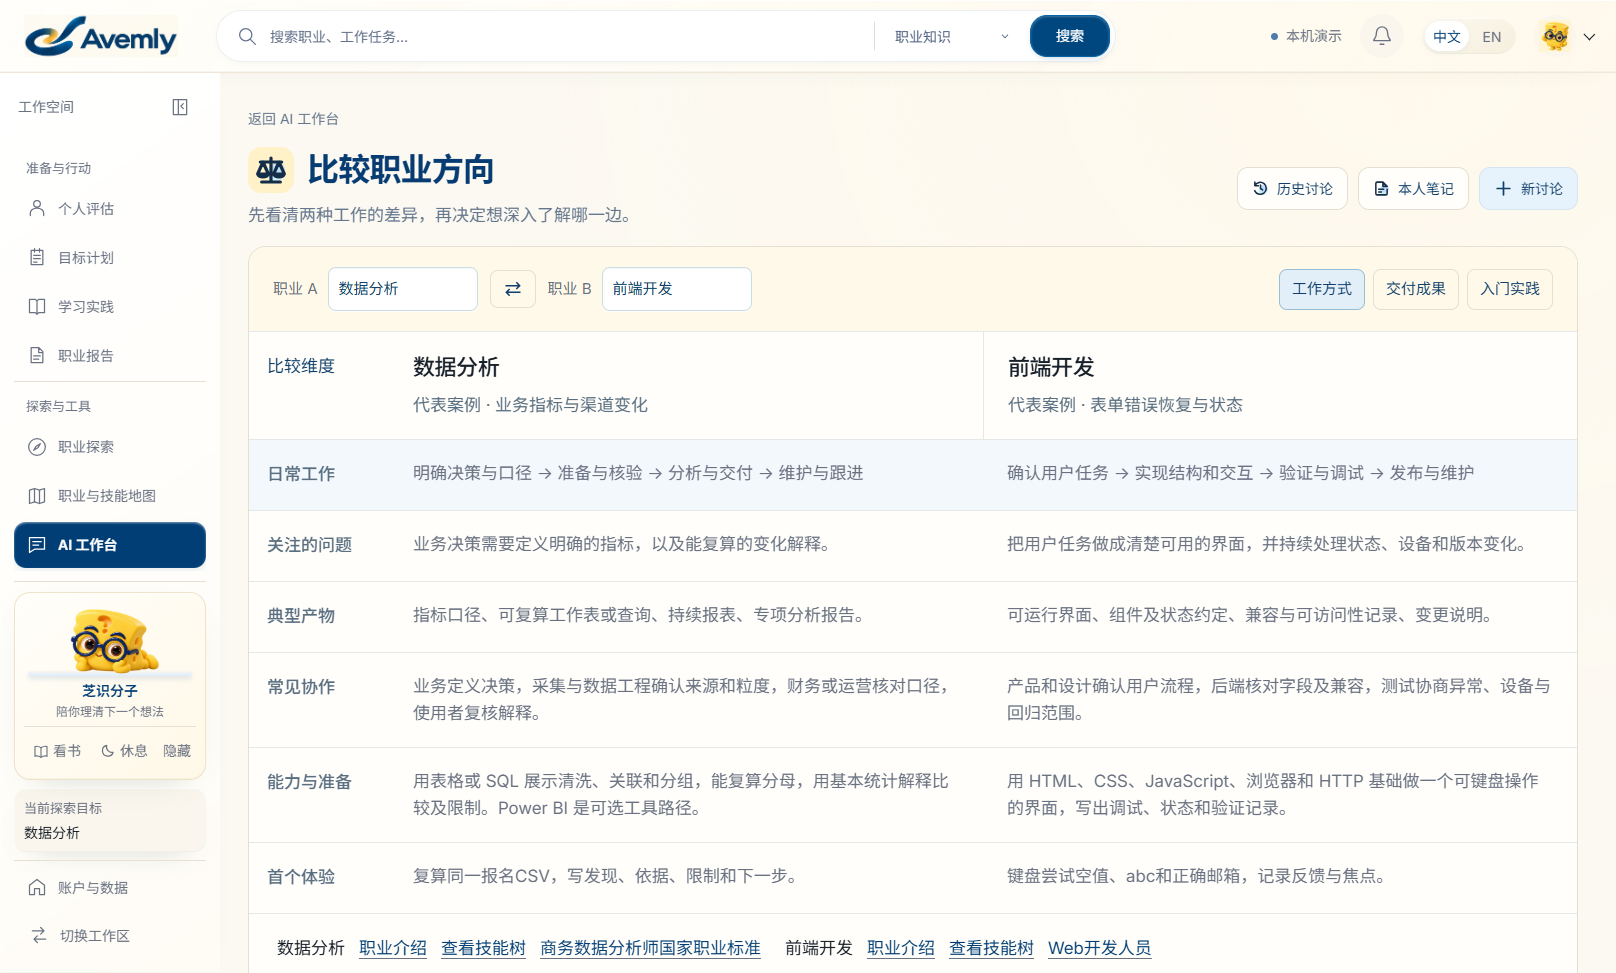 Avemly
搜索职业、工作任务...
职业知识
搜索
本机演示
中文
EN
工作空间
准备与行动
个人评估
目标计划
学习实践
职业报告
探索与工具
职业探索
职业与技能地图
AI 工作台
芝识分子
陪你理清下一个想法
看书
休息
隐藏
当前探索目标
数据分析
账户与数据
切换工作区
返回 AI 工作台
比较职业方向
先看清两种工作的差异，再决定想深入了解哪一边。
历史讨论
本人笔记
新讨论
职业 A
数据分析
职业 B
前端开发
工作方式
交付成果
入门实践
比较维度
数据分析
前端开发
代表案例 · 业务指标与渠道变化
代表案例 · 表单错误恢复与状态
日常工作
明确决策与口径 → 准备与核验 → 分析与交付 → 维护与跟进
确认用户任务 → 实现结构和交互 → 验证与调试 → 发布与维护
关注的问题
业务决策需要定义明确的指标，以及能复算的变化解释。
把用户任务做成清楚可用的界面，并持续处理状态、设备和版本变化。
典型产物
指标口径、可复算工作表或查询、持续报表、专项分析报告。
可运行界面、组件及状态约定、兼容与可访问性记录、变更说明。
常见协作
业务定义决策，采集与数据工程确认来源和粒度，财务或运营核对口径，
使用者复核解释。
产品和设计确认用户流程，后端核对字段及兼容，测试协商异常、设备与
回归范围。
能力与准备
用表格或 SQL 展示清洗、关联和分组，能复算分母，用基本统计解释比
较及限制。Power BI 是可选工具路径。
用 HTML、CSS、JavaScript、浏览器和 HTTP 基础做一个可键盘操作
的界面，写出调试、状态和验证记录。
首个体验
复算同一报名CSV，写发现、依据、限制和下一步。
键盘尝试空值、abc和正确邮箱，记录反馈与焦点。
数据分析 职业介绍 查看技能树 商务数据分析师国家职业标准 前端开发 职业介绍 查看技能树 Web开发人员